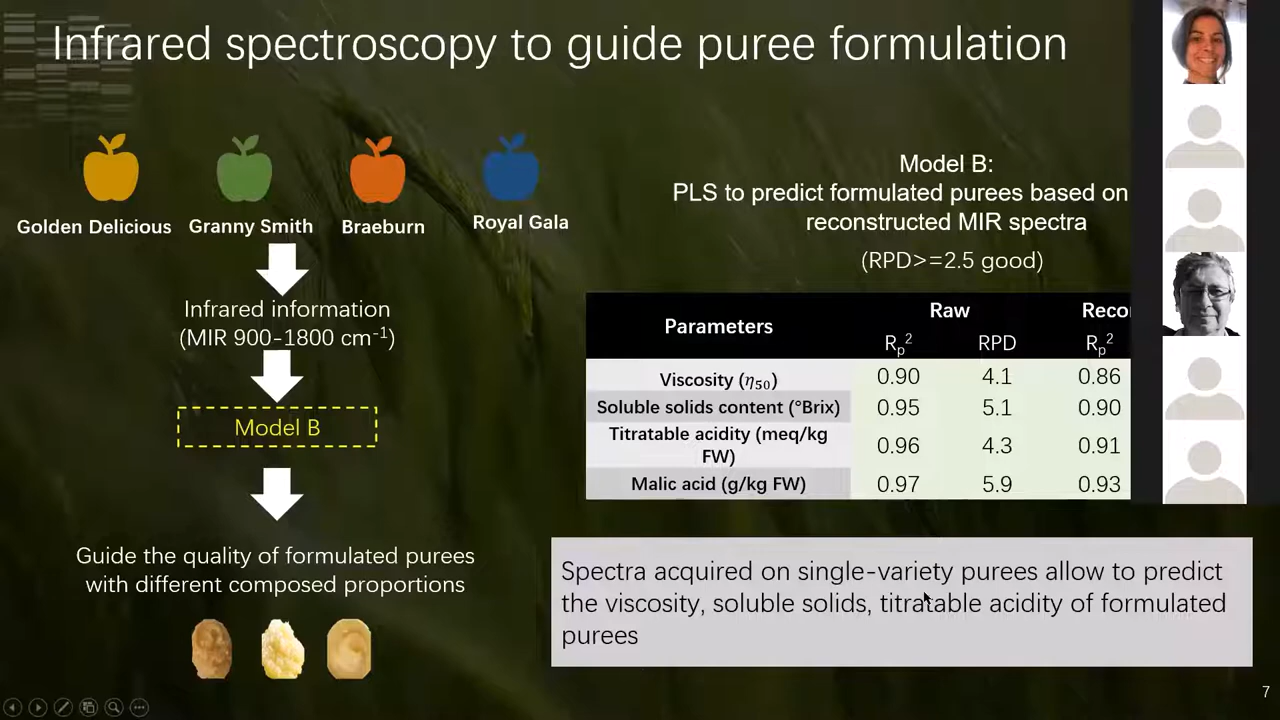 Infrared spectroscopy to guide puree formulation
Golden Delicious
Granny Smith
Braeburn
Royal Gala
Infrared information
(MIR 900-1800 cm⁻¹)
Model B
Guide the quality of formulated purees
with different composed proportions
Model B:
PLS to predict formulated purees based on
reconstructed MIR spectra
(RPD>=2.5 good)
Parameters Raw
Rp² RPD Rp²
Viscosity (η₅₀) 0.90 4.1 0.86
Soluble solids content (°Brix) 0.95 5.1 0.90
Titratable acidity (meq/kg
FW) 0.96 4.3 0.91
Malic acid (g/kg FW) 0.97 5.9 0.93
Spectra acquired on single-variety purees allow to predict
the viscosity, soluble solids, titratable acidity of formulated
purees
7